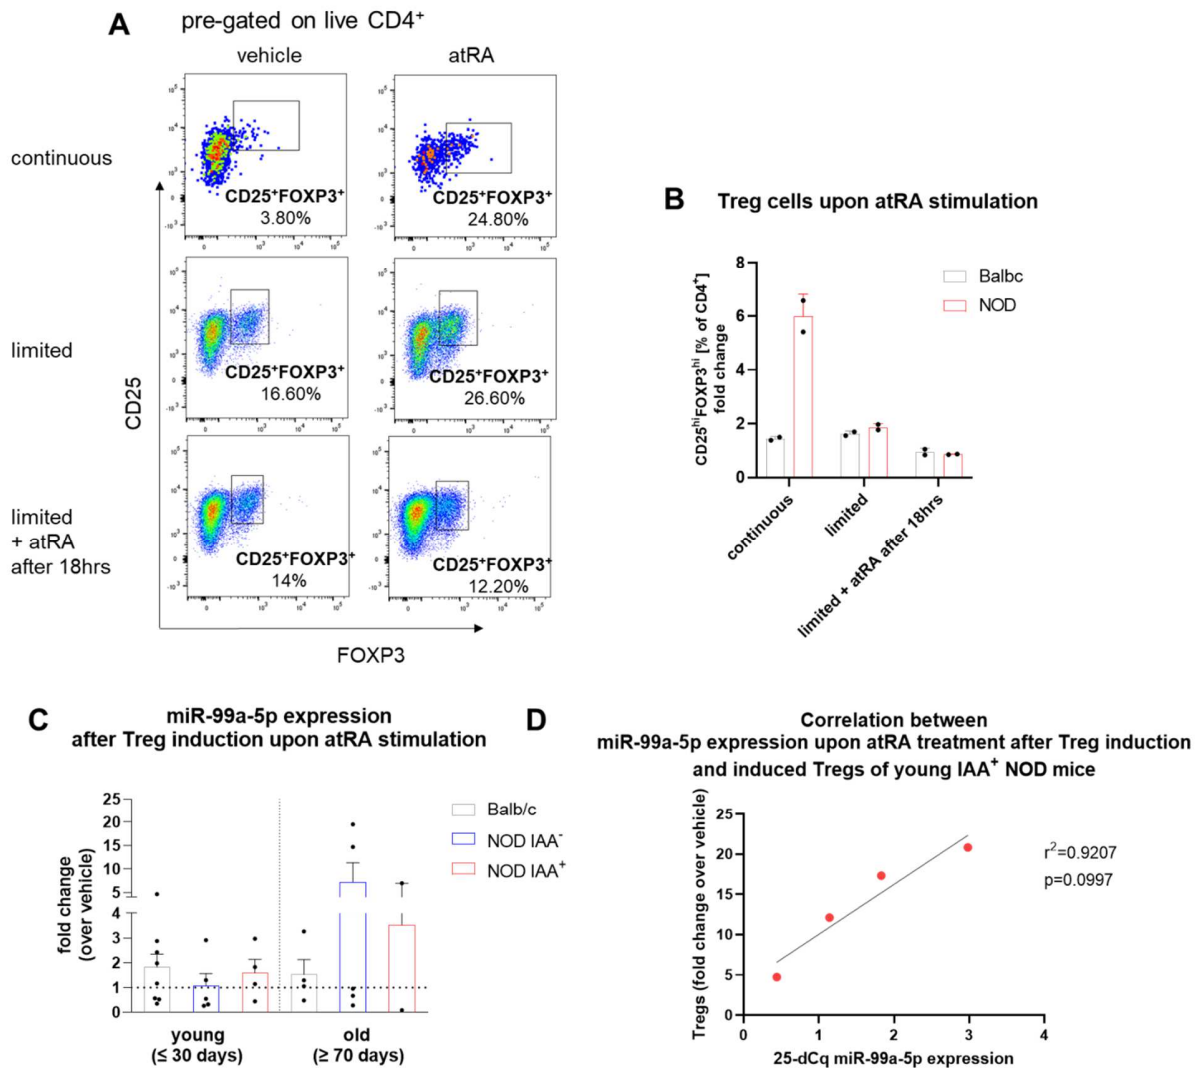 A
pre-gated on live CD4+
vehicle
atRA
continuous
CD25+FOXP3+
3.80%
CD25+FOXP3+
24.80%
limited
CD25+FOXP3+
16.60%
CD25+FOXP3+
26.60%
limited
+ atRA
after 18hrs
CD25+FOXP3+
14%
CD25+FOXP3+
12.20%
CD25
FOXP3
B
Treg cells upon atRA stimulation
CD25hiFOXP3hi [% of CD4+]
fold change
8
6
4
2
0
Balbc
NOD
continuous
limited
limited + atRA after 18hrs
C
miR-99a-5p expression
after Treg induction upon atRA stimulation
fold change
(over vehicle)
25
20
15
10
5
4
3
2
1
0
Balb/c
NOD IAA-
NOD IAA+
young
(≤ 30 days)
old
(≥ 70 days)
D
Correlation between
miR-99a-5p expression upon atRA treatment after Treg induction
and induced Tregs of young IAA+ NOD mice
Tregs (fold change over vehicle)
25
20
15
10
5
0
0 1 2 3 4
25-dCq miR-99a-5p expression
r2=0.9207
p=0.0997